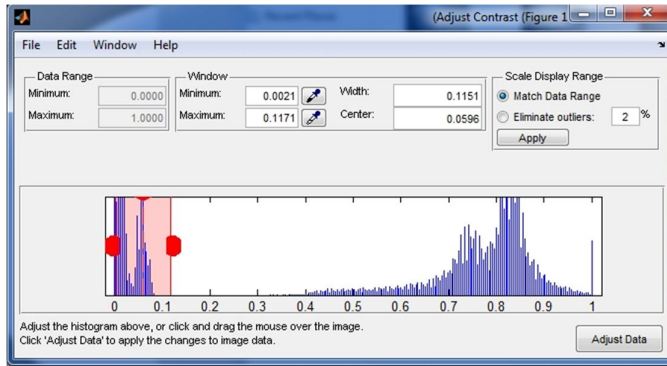 (Adjust Contrast (Figure 1
File Edit Window Help
Data Range
Minimum: 0.0000
Maximum: 1.0000
Window
Minimum: 0.0021
Maximum: 0.1171
Width: 0.1151
Center: 0.0596
Scale Display Range
Match Data Range
Eliminate outliers: 2 %
Apply
0 0.1 0.2 0.3 0.4 0.5 0.6 0.7 0.8 0.9 1
Adjust the histogram above, or click and drag the mouse over the image.
Click 'Adjust Data' to apply the changes to image data.
Adjust Data